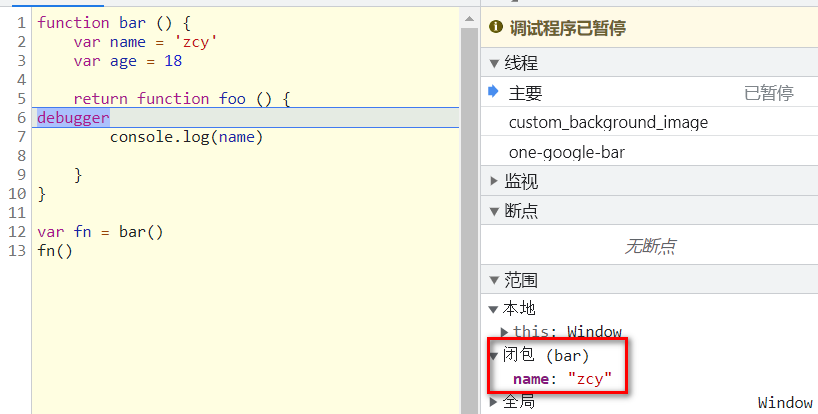 1 function bar () {
2     var name = 'zcy'
3     var age = 18
4
5     return function foo () {
6 debugger
7         console.log(name)
8
9     }
10 }
11
12 var fn = bar()
13 fn()
调试程序已暂停
线程
主要 已暂停
custom_background_image
one-google-bar
监视
断点
无断点
范围
本地
this: Window
闭包 (bar)
name: "zcy"
全局 Window